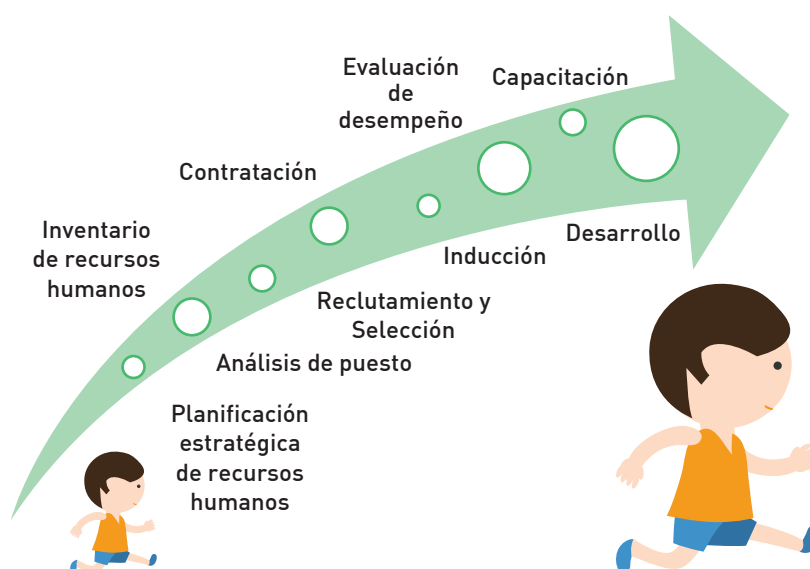 Evaluación
de
desempeño
Capacitación
Contratación
Inventario
de recursos
humanos
Desarrollo
Inducción
Reclutamiento y
Selección
Análisis de puesto
Planificación
estratégica
de recursos
humanos